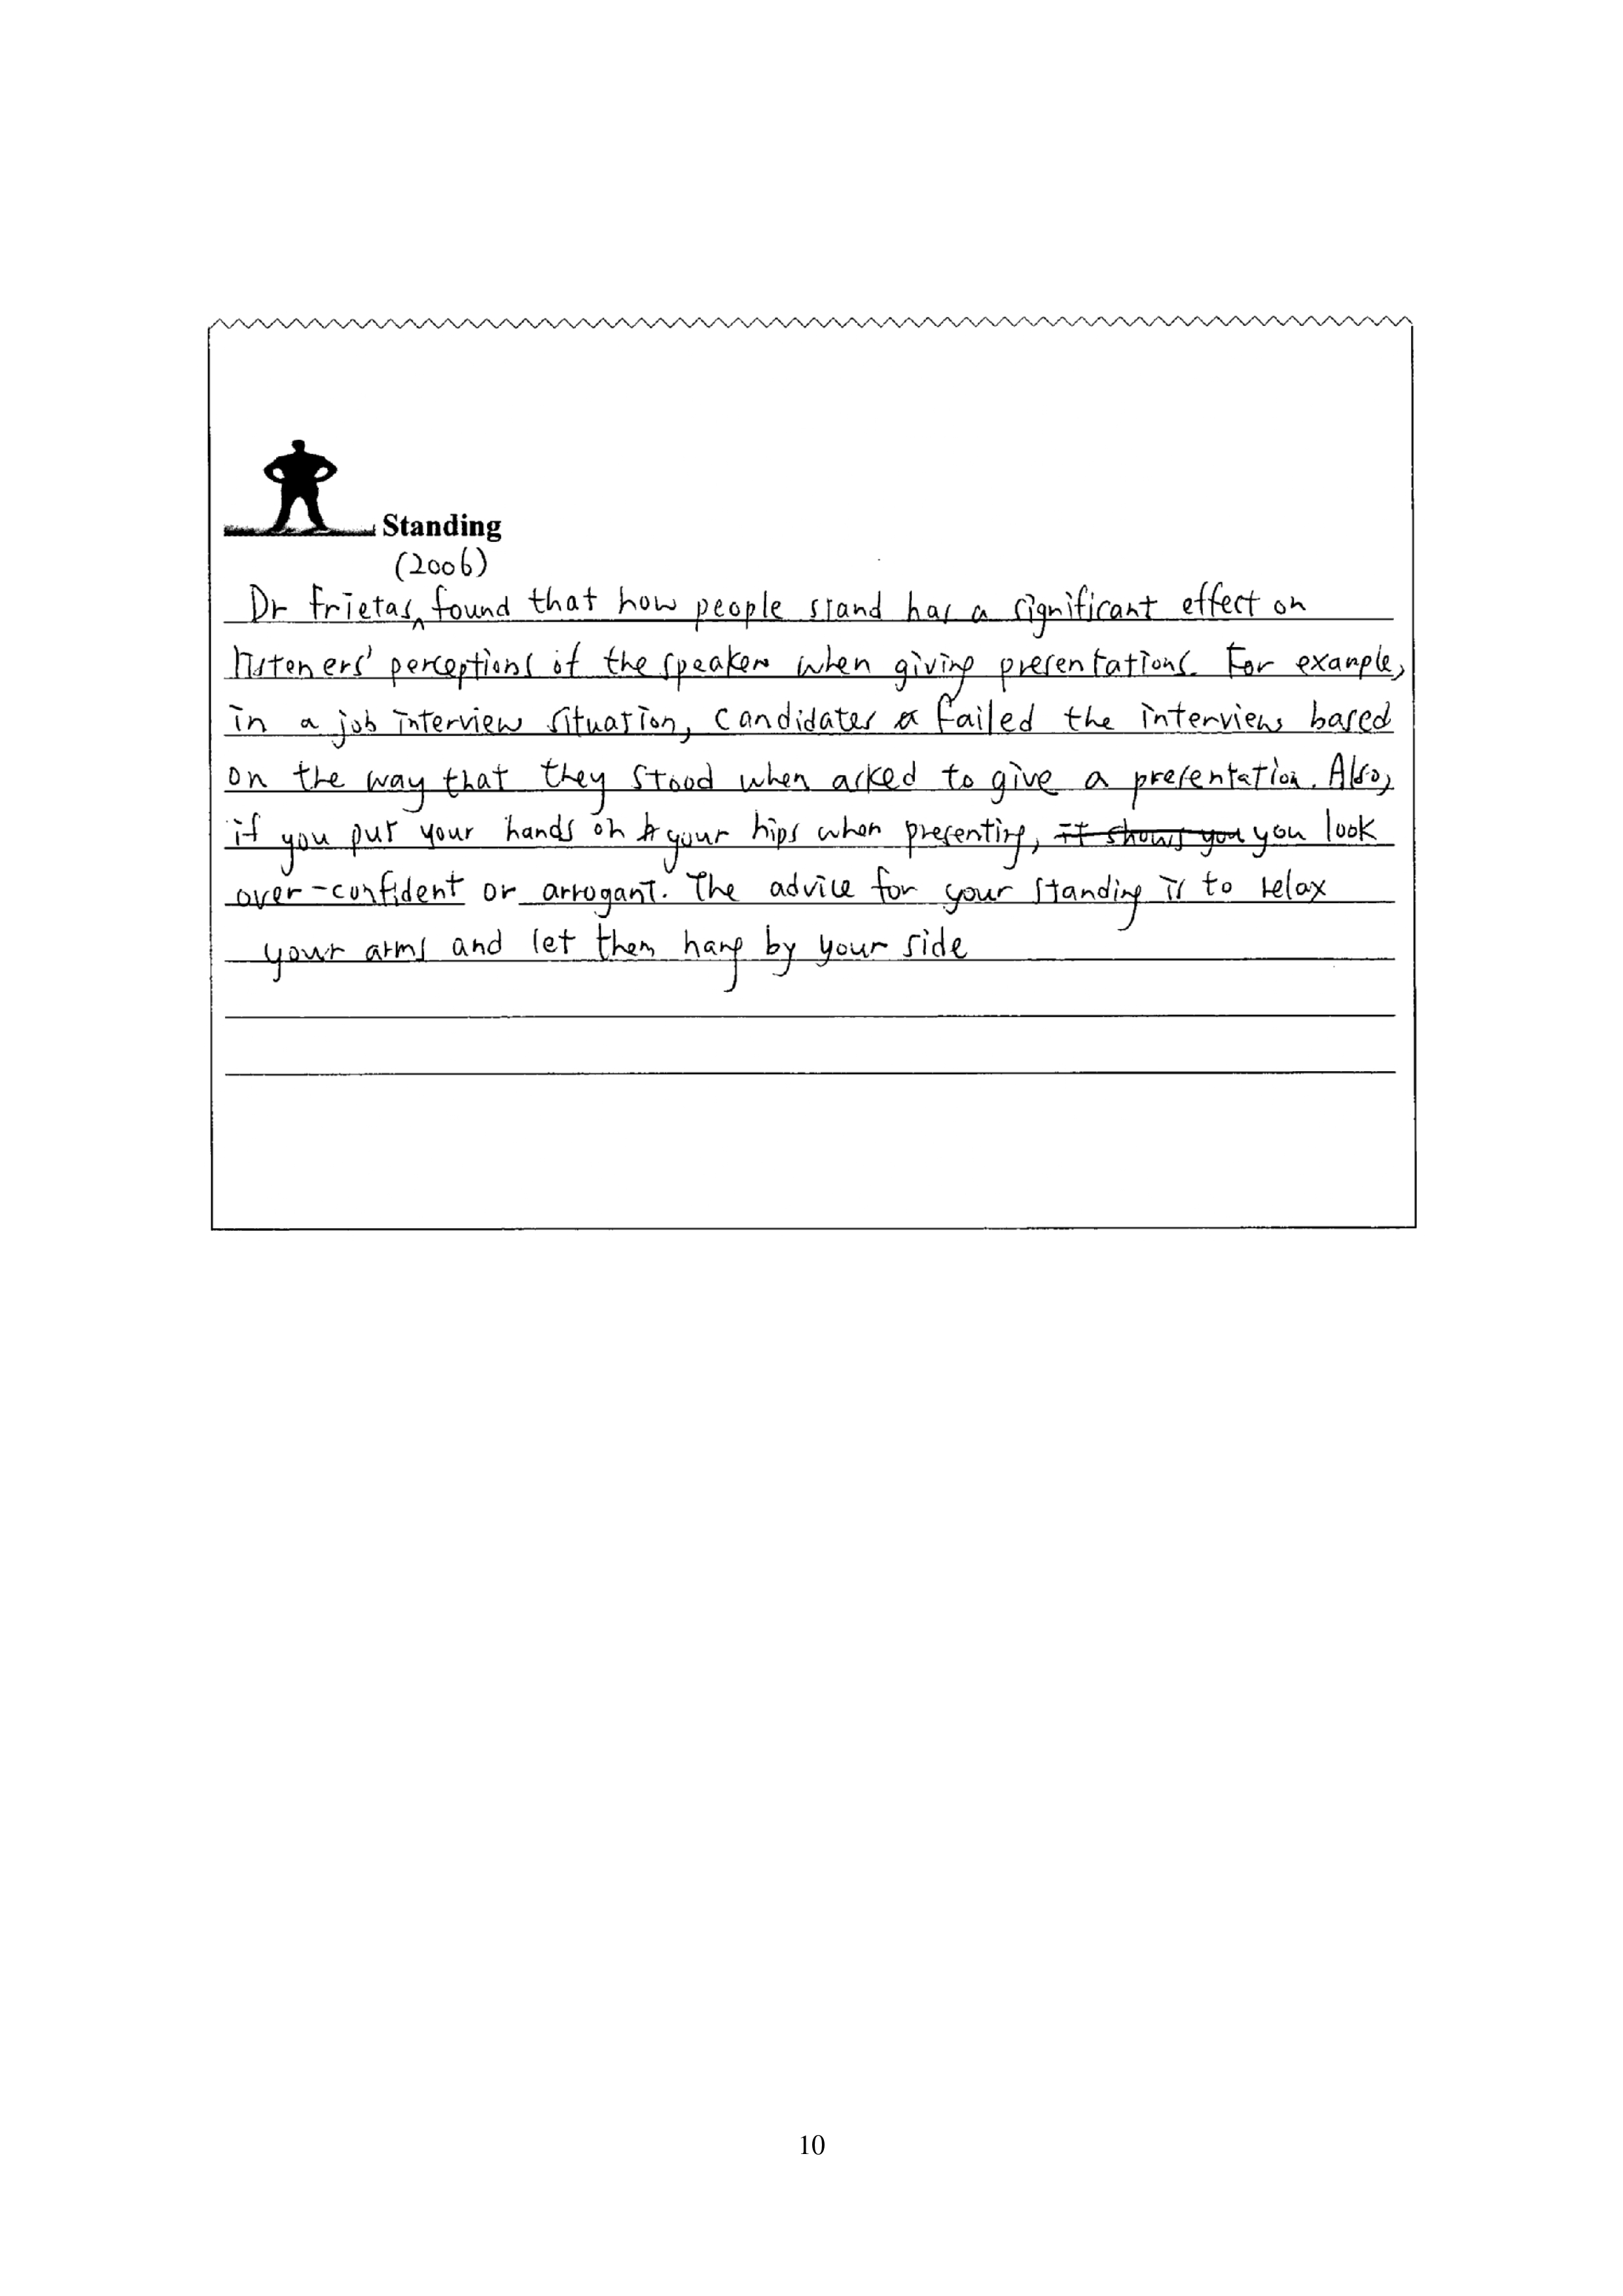 Standing
(2006)
Dr Frietas found that how people stand has a significant effect on
listeners' perceptions of the speaker when giving presentations. For example,
in a job interview situation, candidates failed the interviews based
on the way that they stood when asked to give a presentation. Also,
if you put your hands on your hips when presenting, it shows you you look
over-confident or arrogant. The advice for your standing is to relax
your arms and let them hang by your side
10